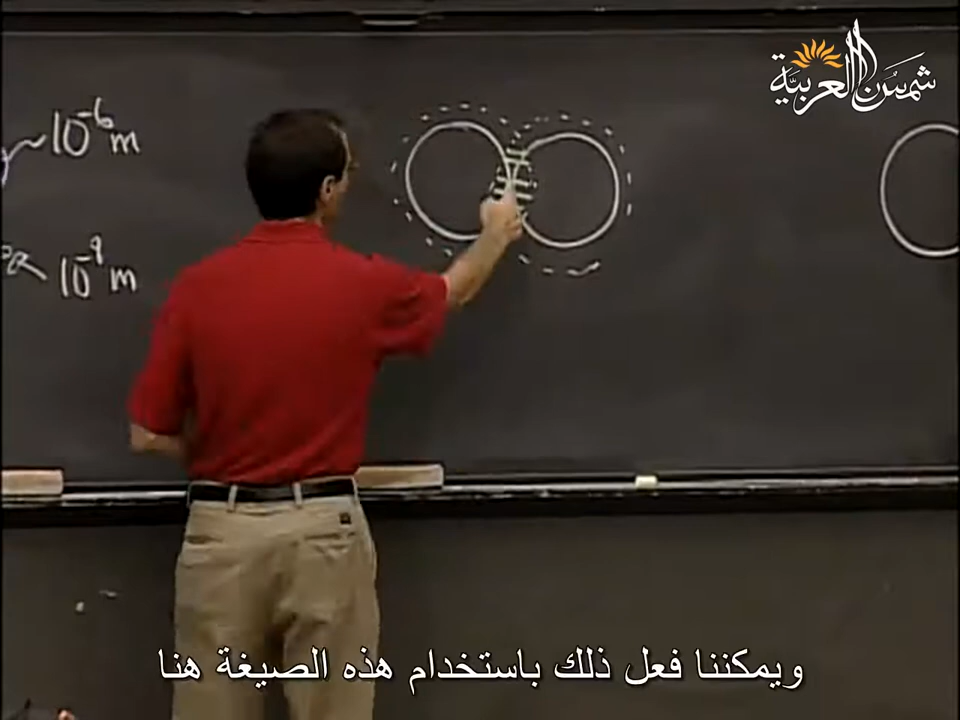 شمس العربية
10⁻⁶ m
10⁻⁹ m
ويمكننا فعل ذلك باستخدام هذه الصيغة هنا